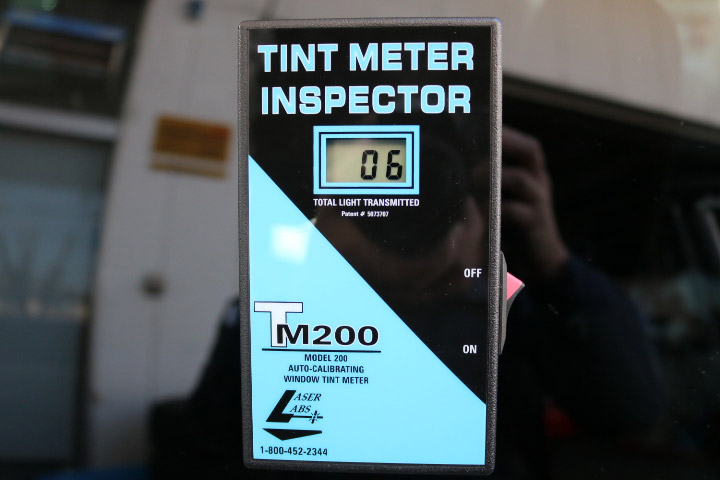 TINT METER
INSPECTOR
06
TOTAL LIGHT TRANSMITTED
Patent # 5073707
OFF
ON
TM200
MODEL 200
AUTO-CALIBRATING
WINDOW TINT METER
LASER
LABS
1-800-452-2344